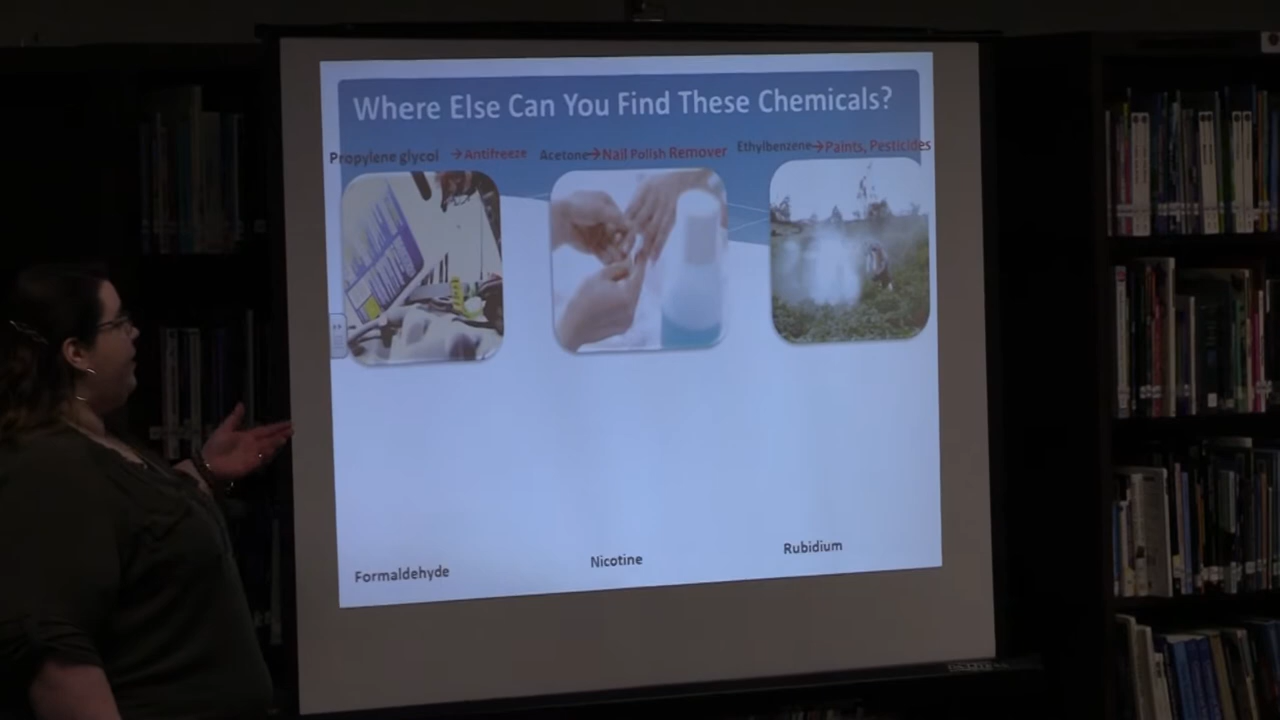 Where Else Can You Find These Chemicals?
Propylene glycol → Antifreeze
Acetone→Nail Polish Remover
Ethylbenzene→Paints, Pesticides
Formaldehyde
Nicotine
Rubidium